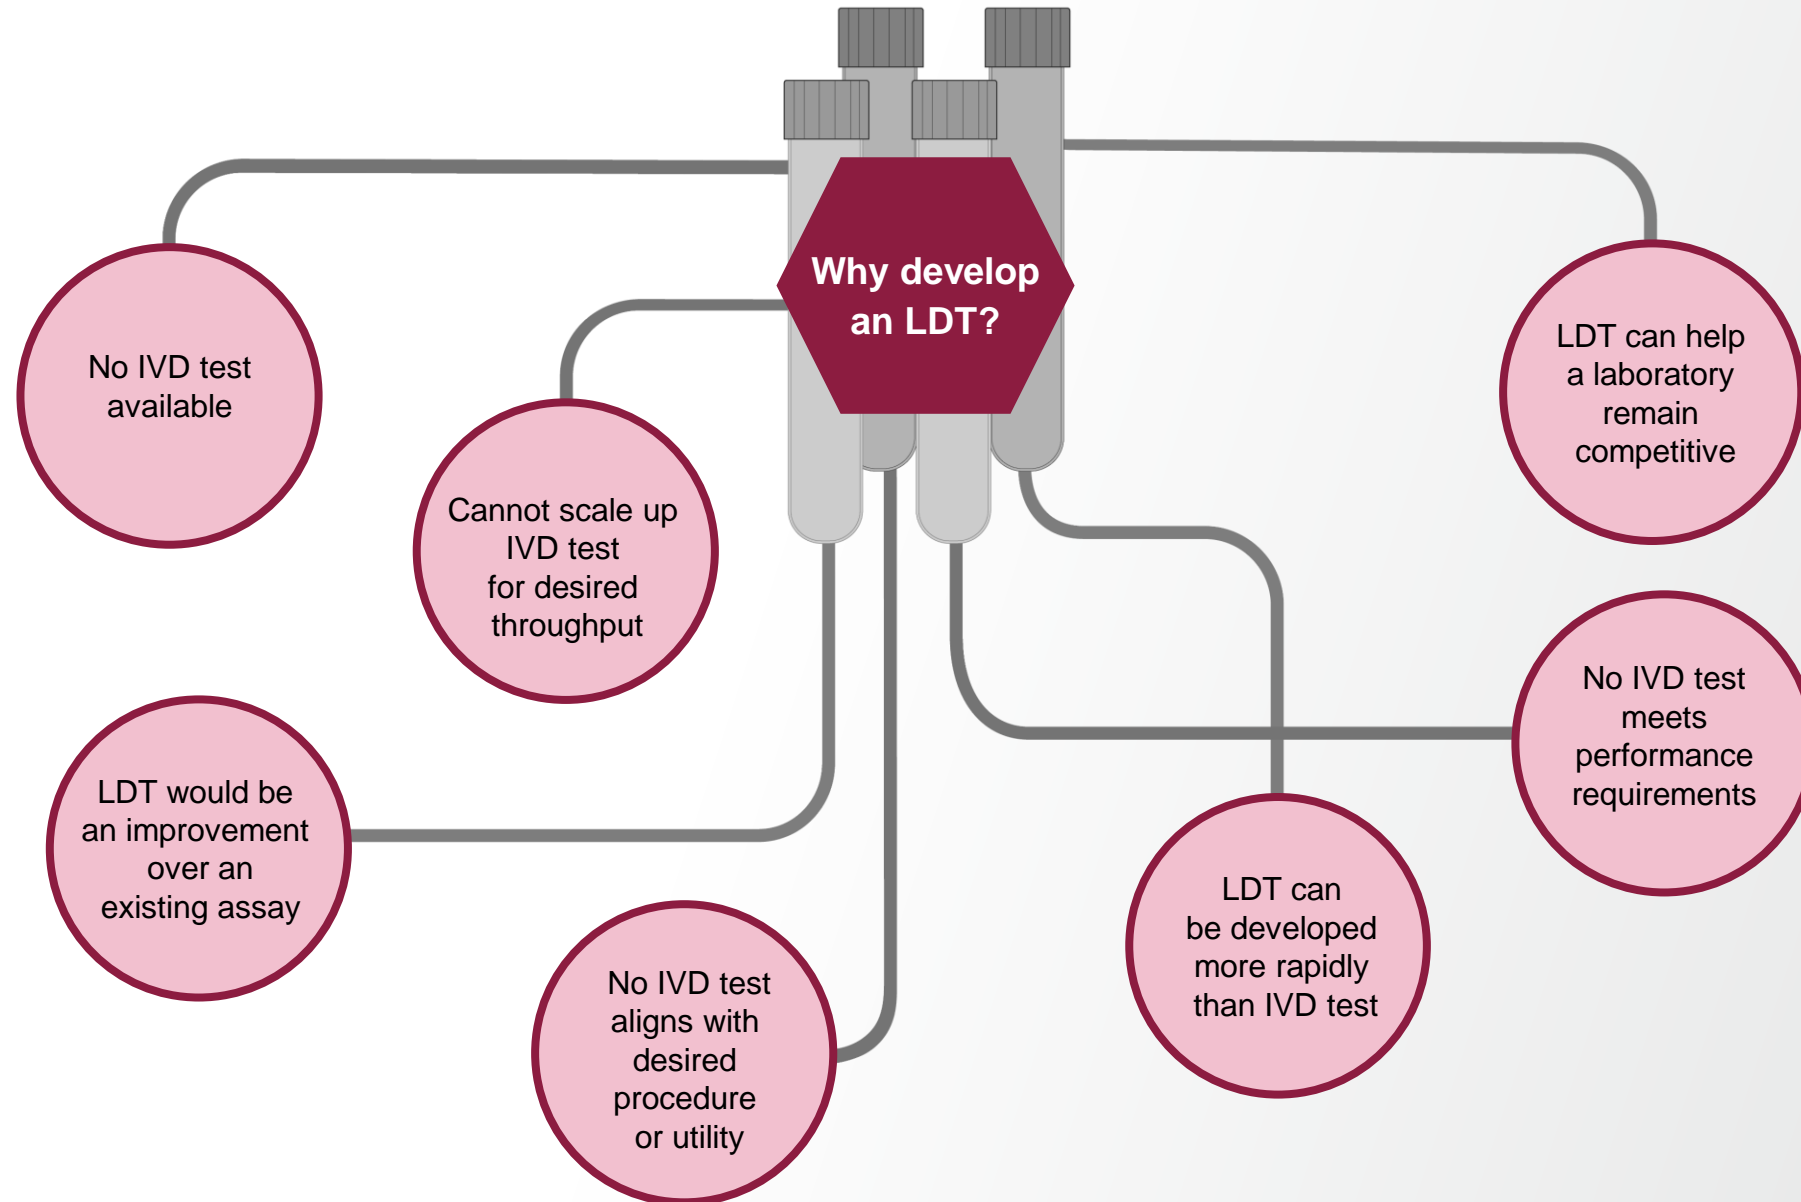 Why develop
an LDT?
No IVD test
available
Cannot scale up
IVD test
for desired
throughput
LDT would be
an improvement
over an
existing assay
No IVD test
aligns with
desired
procedure
or utility
LDT can
be developed
more rapidly
than IVD test
No IVD test
meets
performance
requirements
LDT can help
a laboratory
remain
competitive